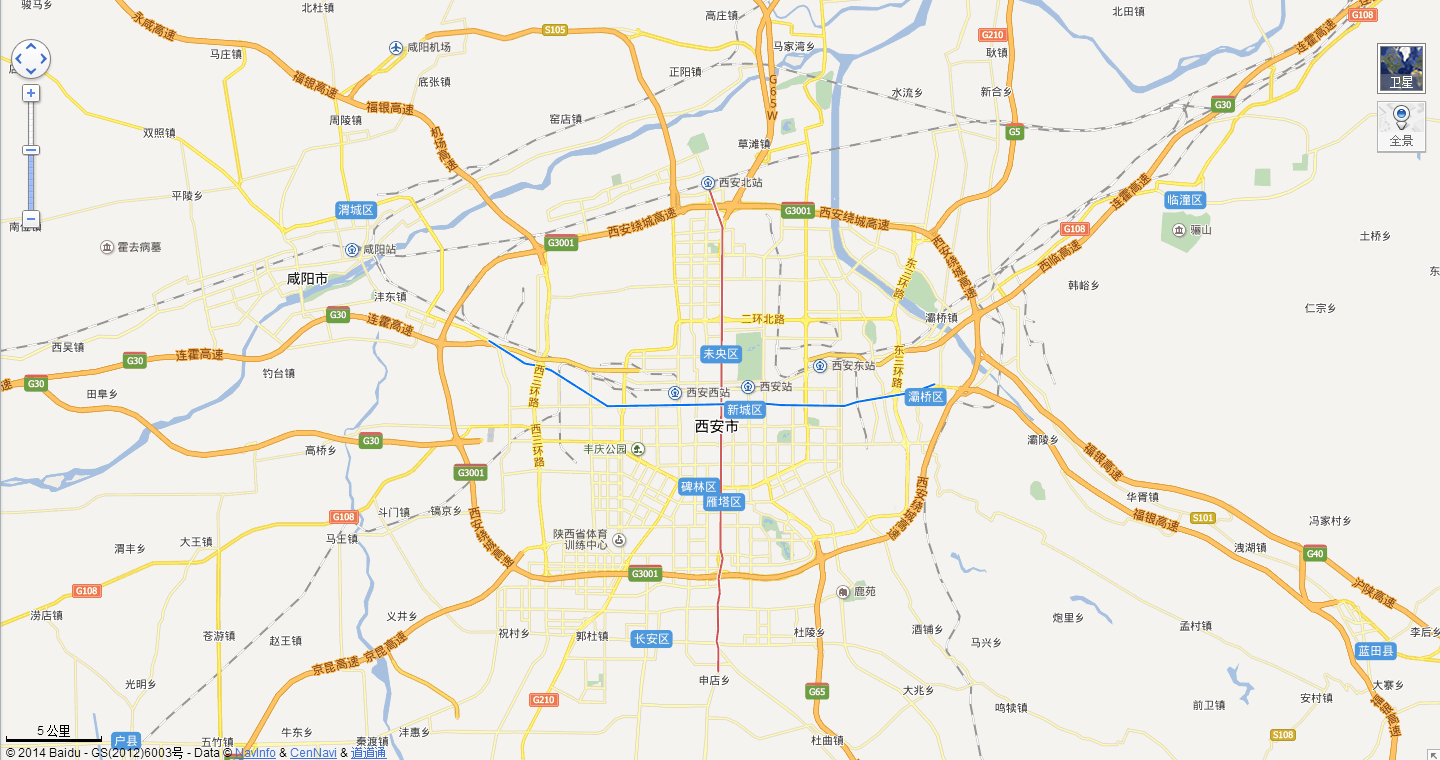 骏马乡
北杜镇
高庄镇
北田镇
G108
永咸高速
S105
G210
连霍高速
马庄镇
咸阳机场
马家湾乡
耿镇
卫星
底张镇
正阳镇
福银高速
福银高速
G65W
水流乡
新合乡
G30
全景
周陵镇
窑店镇
双照镇
机场高速
草滩镇
G5
平陵乡
西安北站
连霍高速
临潼区
渭城区
G3001
西安绕城高速
西安绕城高速
G108
骊山
霍去病墓
咸阳站
G3001
西安绕城高速
西临高速
土桥乡
咸阳市
东三环路
韩峪乡
沣东镇
G30
连霍高速
二环北路
灞桥镇
仁宗乡
西吴镇
连霍高速
G30
未央区
东三环路
西安东站
钓台镇
G30
田阜乡
西三环路
西安西站
西安站
新城区
灞桥区
西安市
高桥乡
G30
西三环路
丰庆公园
灞陵乡
福银高速
G3001
碑林区
雁塔区
西安绕城高速
华胥镇
斗门镇
镐京乡
G108
马王镇
西安绕城高速
陕西省体育
训练中心
福银高速
S101
冯家村乡
渭丰乡
大王镇
洩湖镇
G40
G3001
G108
鹿苑
沪陕高速
涝店镇
义井乡
苍游镇
赵王镇
祝村乡
郭杜镇
长安区
杜陵乡
酒铺乡
马兴乡
炮里乡
孟村镇
李后乡
京昆高速
京昆高速
蓝田县
光明乡
申店乡
G65
大兆乡
大寨乡
G210
鸣犊镇
前卫镇
安村镇
福银高速
5 公里
户县
五竹镇
牛东乡
秦渡镇
沣惠乡
杜曲镇
S108
© 2014 Baidu - GS(2012)6003号 - Data © NavInfo & CenNavi & 道道通